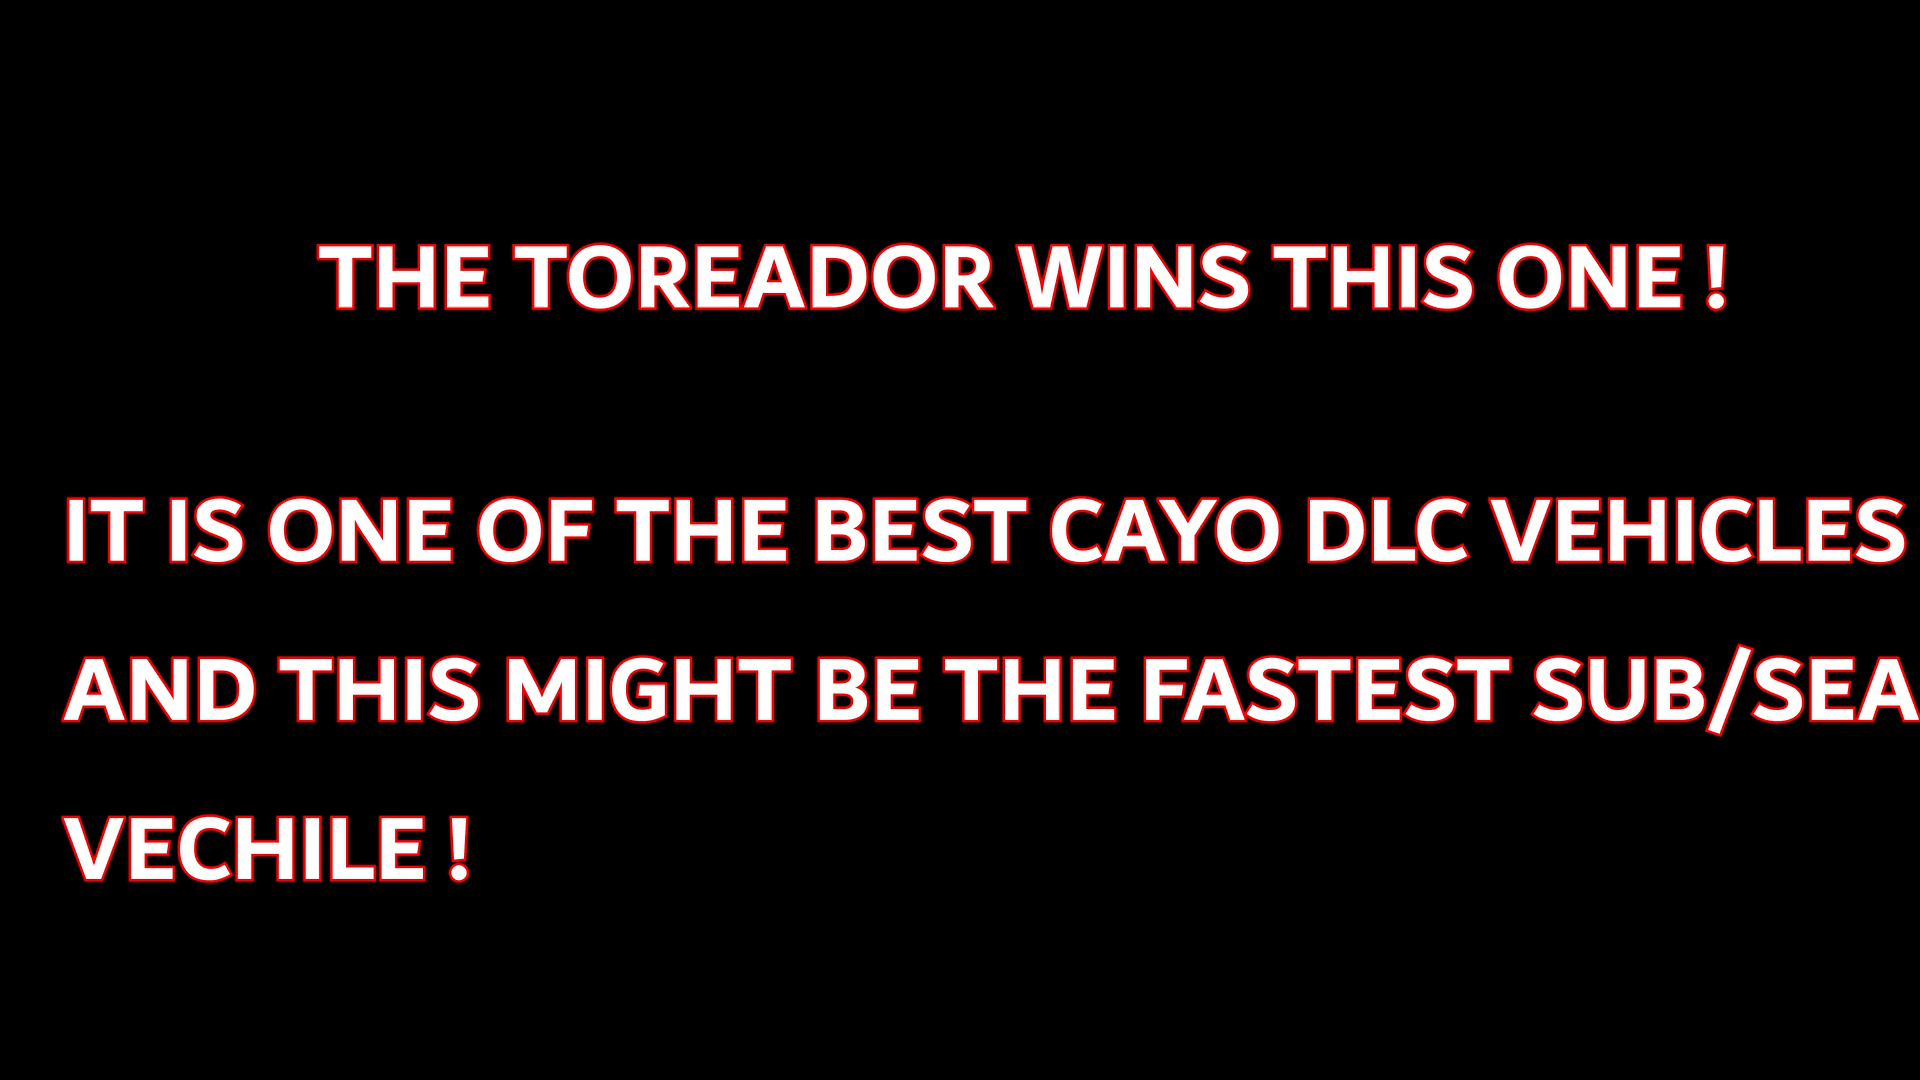 THE TOREADOR WINS THIS ONE !
IT IS ONE OF THE BEST CAYO DLC VEHICLES
AND THIS MIGHT BE THE FASTEST SUB/SEA
VECHILE !